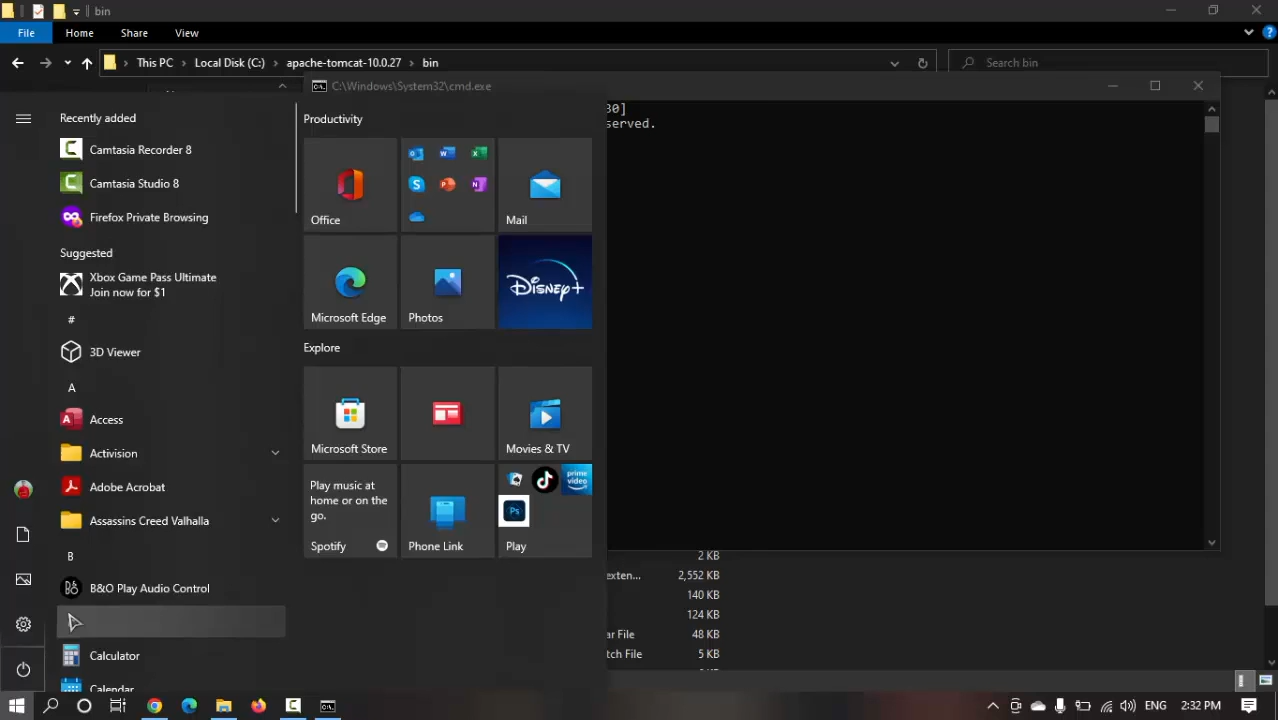 bin
File
Home
Share
View
This PC
Local Disk (C:)
apache-tomcat-10.0.27
bin
Search bin
C:\Windows\System32\cmd.exe
30]
served.
Recently added
Camtasia Recorder 8
Camtasia Studio 8
Firefox Private Browsing
Suggested
Xbox Game Pass Ultimate
Join now for $1
#
3D Viewer
A
Access
Activision
Adobe Acrobat
Assassins Creed Valhalla
B
B&O Play Audio Control
Calculator
Calendar
Productivity
Office
Mail
Microsoft Edge
Photos
Disney+
Explore
Microsoft Store
Movies & TV
Play music at
home or on the
go.
Spotify
Phone Link
prime
video
Ps
Play
2 KB
exten...
2,552 KB
140 KB
124 KB
ar File
48 KB
tch File
5 KB
ENG
2:32 PM